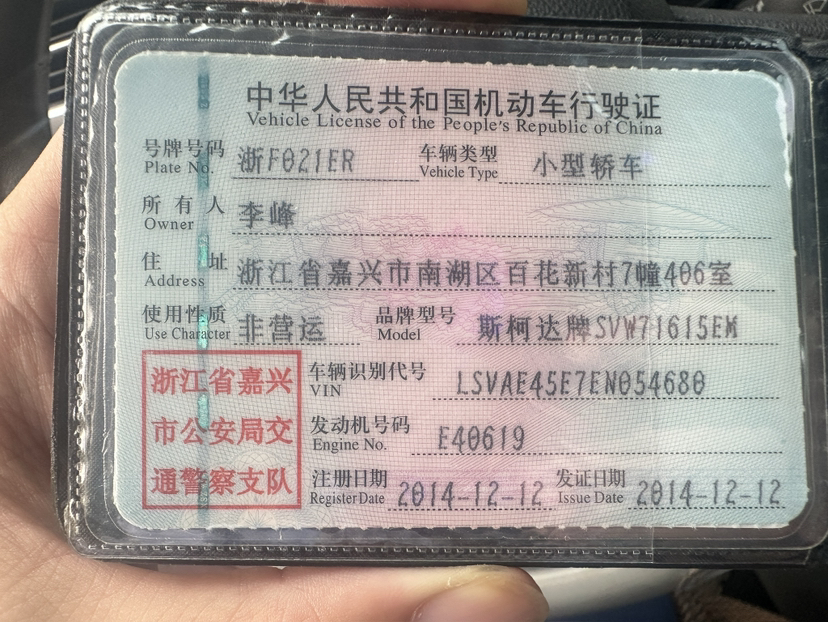 中华人民共和国机动车行驶证
Vehicle License of the People's Republic of China
号牌号码 浙F021ER 车辆类型 小型轿车
Plate No. Vehicle Type
所有人 李峰
Owner
住址 浙江省嘉兴市南湖区百花新村7幢406室
Address
使用性质 非营运 品牌型号 斯柯达牌SVW71615EM
Use Character Model
浙江省嘉兴 车辆识别代号 LSVAE45E7EN054680
VIN
市公安局交 发动机号码 E40619
Engine No.
通警察支队 注册日期 2014-12-12 发证日期 2014-12-12
Register Date Issue Date